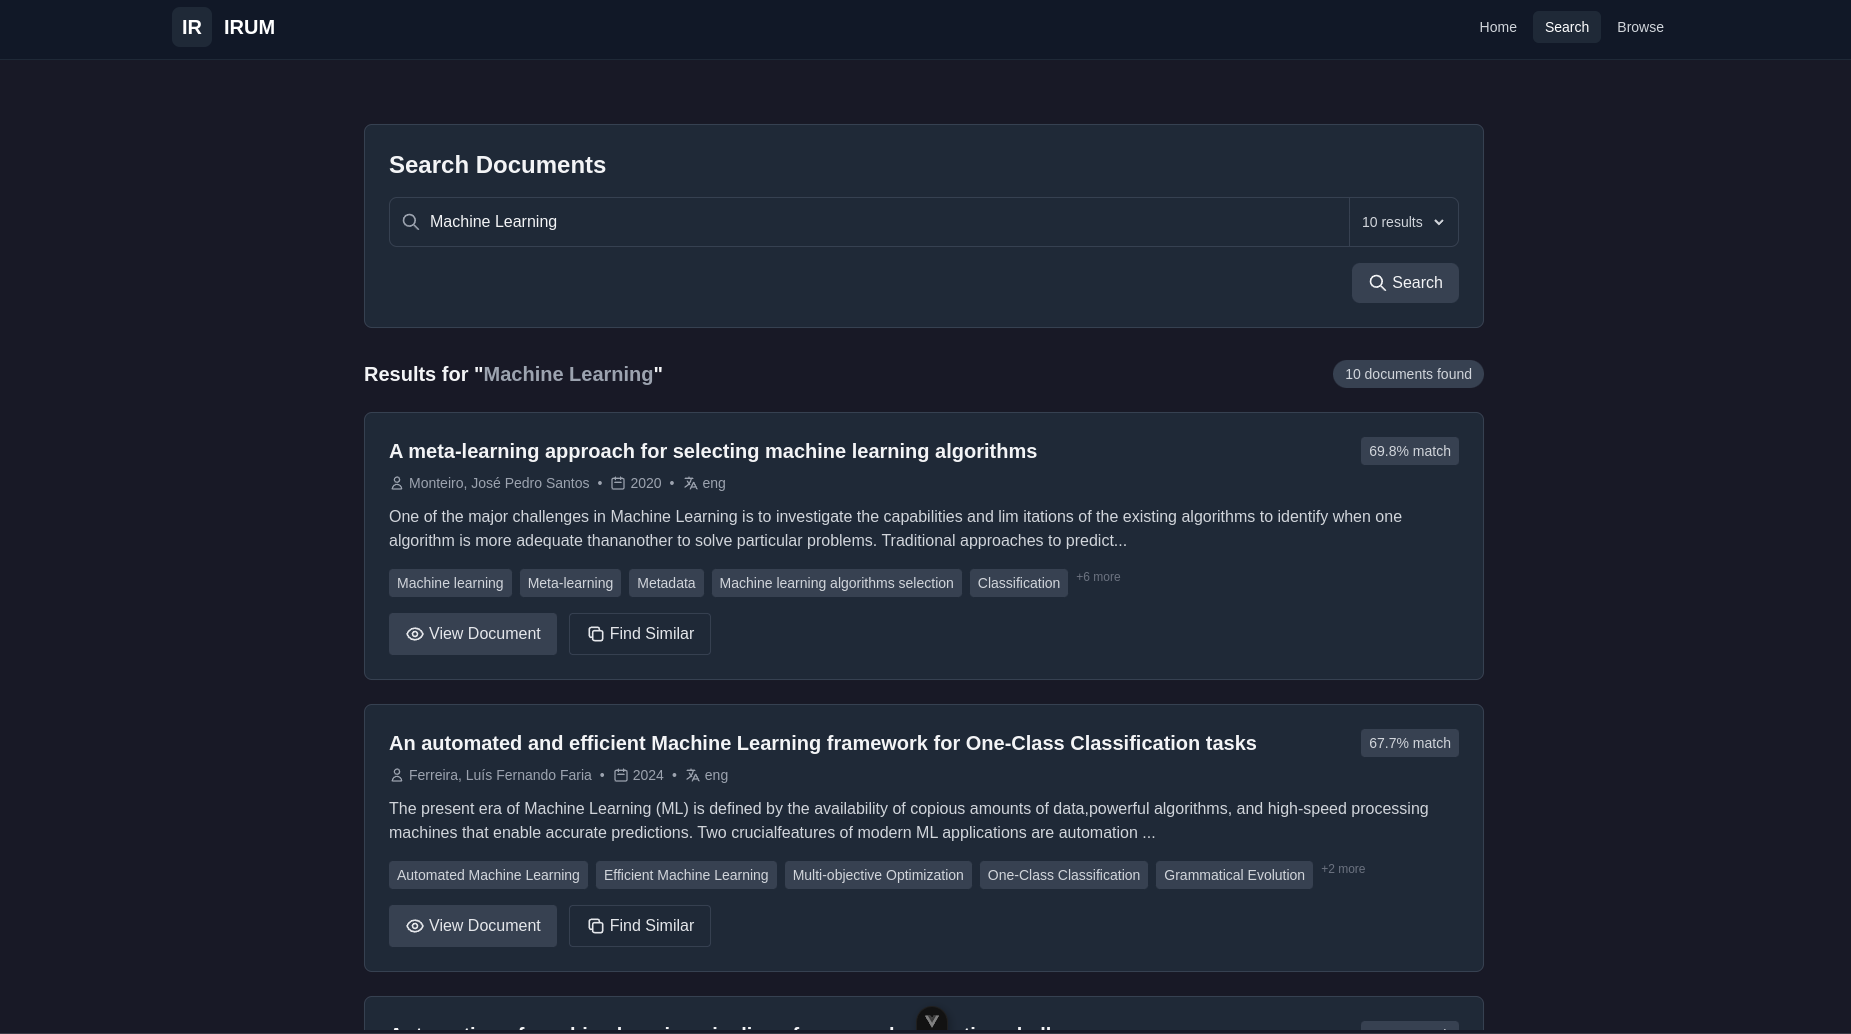 IR IRUM Home Search Browse
Search Documents
Machine Learning 10 results
Search
Results for "Machine Learning" 10 documents found
A meta-learning approach for selecting machine learning algorithms 69.8% match
Monteiro, José Pedro Santos • 2020 • eng
One of the major challenges in Machine Learning is to investigate the capabilities and lim itations of the existing algorithms to identify when one
algorithm is more adequate thananother to solve particular problems. Traditional approaches to predict...
Machine learning Meta-learning Metadata Machine learning algorithms selection Classification +6 more
View Document Find Similar
An automated and efficient Machine Learning framework for One-Class Classification tasks 67.7% match
Ferreira, Luís Fernando Faria • 2024 • eng
The present era of Machine Learning (ML) is defined by the availability of copious amounts of data,powerful algorithms, and high-speed processing
machines that enable accurate predictions. Two crucialfeatures of modern ML applications are automation ...
Automated Machine Learning Efficient Machine Learning Multi-objective Optimization One-Class Classification Grammatical Evolution +2 more
View Document Find Similar